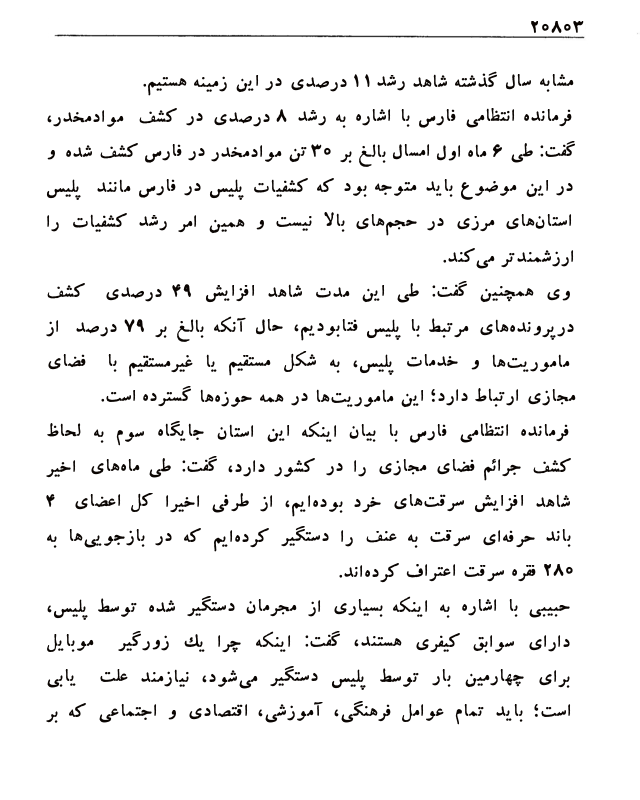 ۲۰۸۰۳
مشابه سال گذشته شاهد رشد ۱۱ درصدی در این زمینه هستیم.
فرمانده انتظامی فارس با اشاره به رشد ۸ درصدی در کشف موادمخدر،
گفت: طی ۶ ماه اول امسال بالغ بر ۳۰ تن موادمخدر در فارس کشف شده و
در این موضوع باید متوجه بود که کشفیات پلیس در فارس مانند پلیس
استان‌های مرزی در حجم‌های بالا نیست و همین امر رشد کشفیات را
ارزشمندتر می‌کند.
وی همچنین گفت: طی این مدت شاهد افزایش ۴۹ درصدی کشف
درپرونده‌های مرتبط با پلیس فتابودیم، حال آنکه بالغ بر ۷۹ درصد از
ماموریت‌ها و خدمات پلیس، به شکل مستقیم یا غیرمستقیم با فضای
مجازی ارتباط دارد؛ این ماموریت‌ها در همه حوزه‌ها گسترده است.
فرمانده انتظامی فارس با بیان اینکه این استان جایگاه سوم به لحاظ
کشف جرائم فضای مجازی را در کشور دارد، گفت: طی ماه‌های اخیر
شاهد افزایش سرقت‌های خرد بوده‌ایم، از طرفی اخیرا کل اعضای ۴
باند حرفه‌ای سرقت به عنف را دستگیر کرده‌ایم که در بازجویی‌ها به
۲۸۰ فقره سرقت اعتراف کرده‌اند.
حبیبی با اشاره به اینکه بسیاری از مجرمان دستگیر شده توسط پلیس،
دارای سوابق کیفری هستند، گفت: اینکه چرا یك زورگیر موبایل
برای چهارمین بار توسط پلیس دستگیر می‌شود، نیازمند علت یابی
است؛ باید تمام عوامل فرهنگی، آموزشی، اقتصادی و اجتماعی که بر